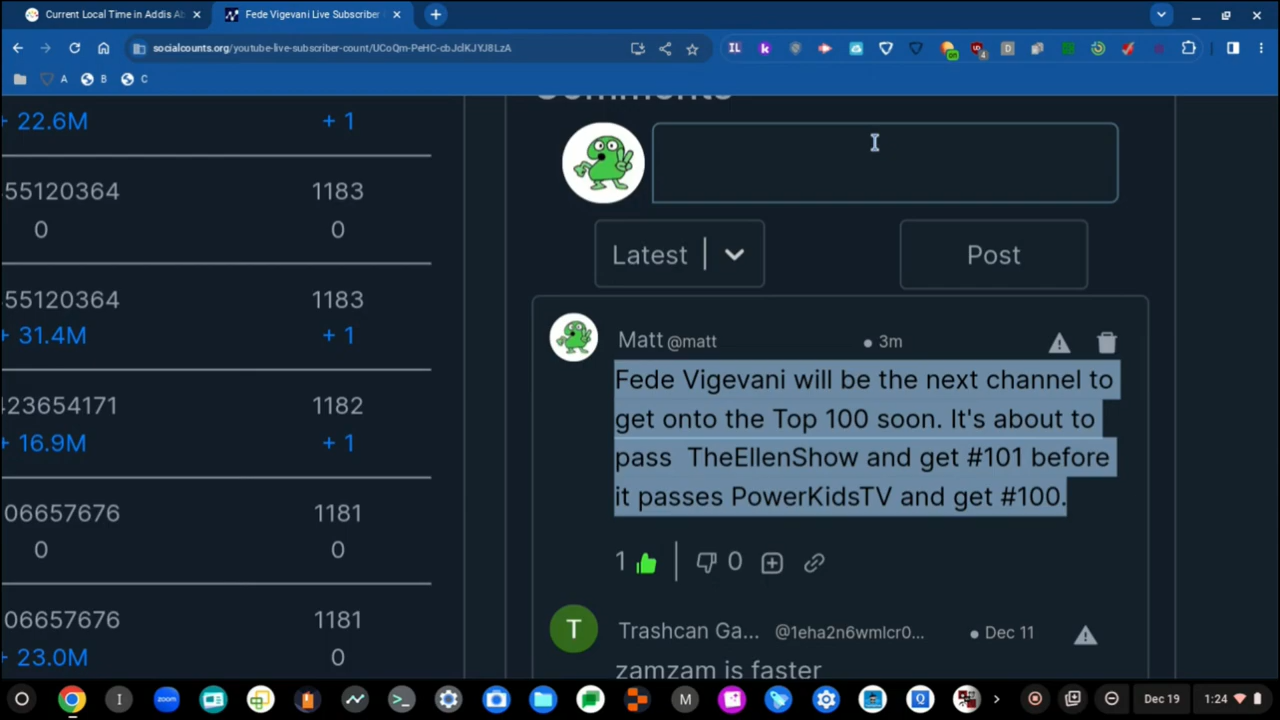 Current Local Time in Addis Ab
Fede Vigevani Live Subscriber
socialcounts.org/youtube-live-subscriber-count/UCoQm-PeHC-cbJclKJYJ8LzA
A B C
Comments
+ 22.6M + 1
55120364 1183
0 0
55120364 1183
+ 31.4M + 1
423654171 1182
+ 16.9M + 1
06657676 1181
0 0
06657676 1181
+ 23.0M 0
Latest
Post
Matt @matt • 3m
Fede Vigevani will be the next channel to
get onto the Top 100 soon. It's about to
pass TheEllenShow and get #101 before
it passes PowerKidsTV and get #100.
1 0
T
Trashcan Ga... @1eha2n6wmlcr0... • Dec 11
zamzam is faster
zoom
Dec 19 1:24